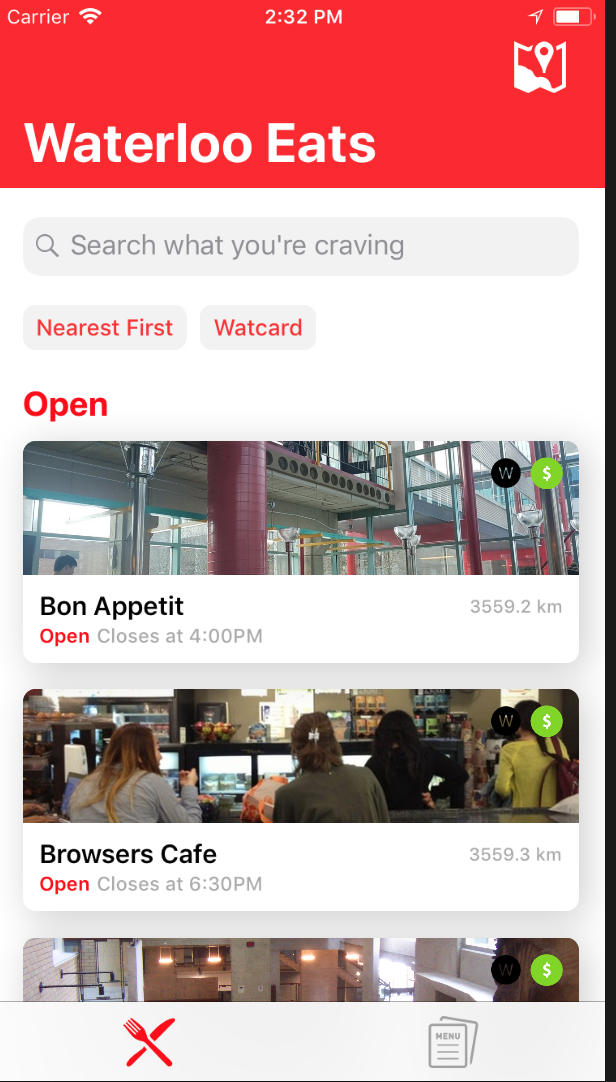 Carrier 2:32 PM
Waterloo Eats
Search what you're craving
Nearest First Watcard
Open
W $
Bon Appetit 3559.2 km
Open Closes at 4:00PM
W $
Browsers Cafe 3559.3 km
Open Closes at 6:30PM
W $
MENU